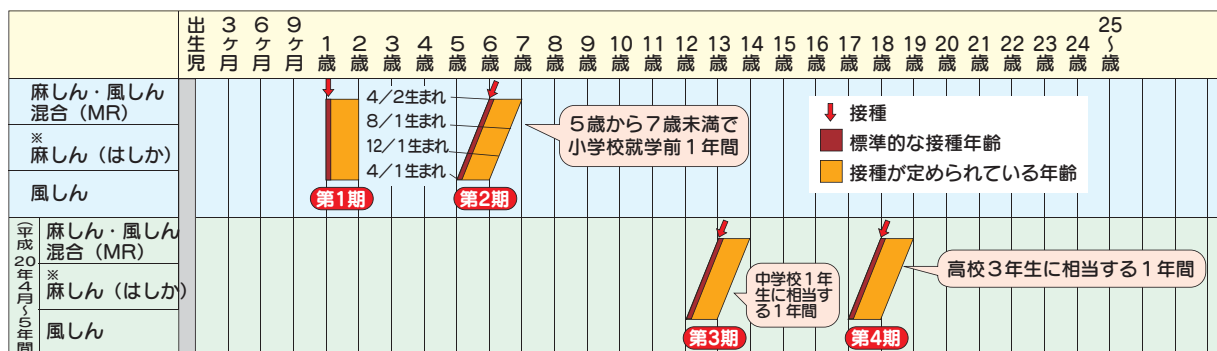 出生児
3ヶ月
6ヶ月
9ヶ月
1歳
2歳
3歳
4歳
5歳
6歳
7歳
8歳
9歳
10歳
11歳
12歳
13歳
14歳
15歳
16歳
17歳
18歳
19歳
20歳
21歳
22歳
23歳
24歳
25〜歳
麻しん・風しん
混合（MR）
※
麻しん（はしか）
風しん
4／2生まれ
8／1生まれ
12／1生まれ
4／1生まれ
第1期
第2期
5歳から7歳未満で
小学校就学前1年間
接種
標準的な接種年齢
接種が定められている年齢
（平成20年4月〜5年間
麻しん・風しん
混合（MR）
※
麻しん（はしか）
風しん
中学校1年
生に相当す
る1年間
第3期
第4期
高校3年生に相当する1年間